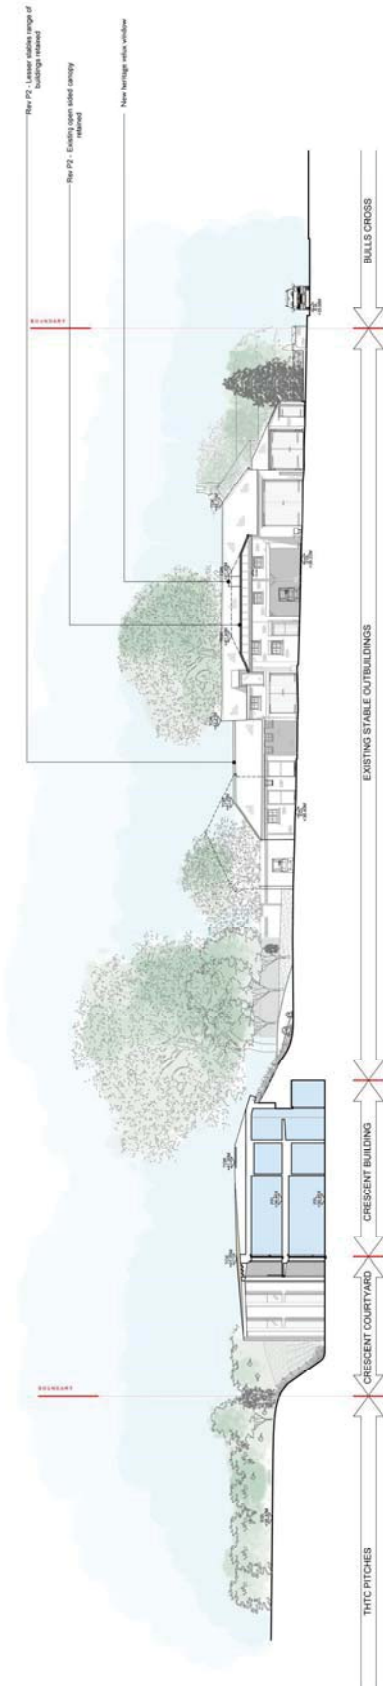 Rev P2 - Lesser stables range of
buildings retained
Rev P2 - Existing open sided canopy
retained
New heritage velux window
BOUNDARY
BOUNDARY
THTC PITCHES
CRESCENT COURTYARD
CRESCENT BUILDING
EXISTING STABLE OUTBUILDINGS
BULLS CROSS